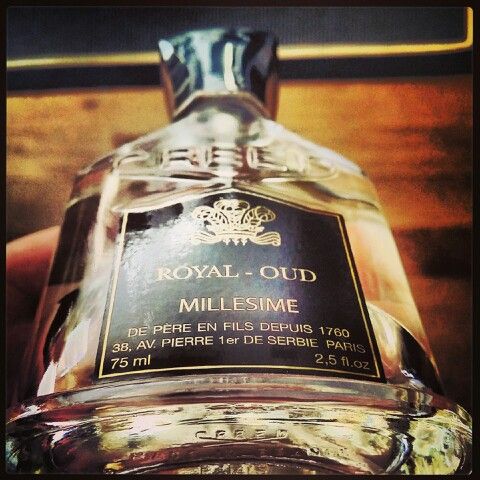 CREED
ROYAL - OUD
MILLESIME
DE PÈRE EN FILS DEPUIS 1760
38, AV. PIERRE 1er DE SERBIE PARIS
75 ml 2,5 fl.oz
CREED